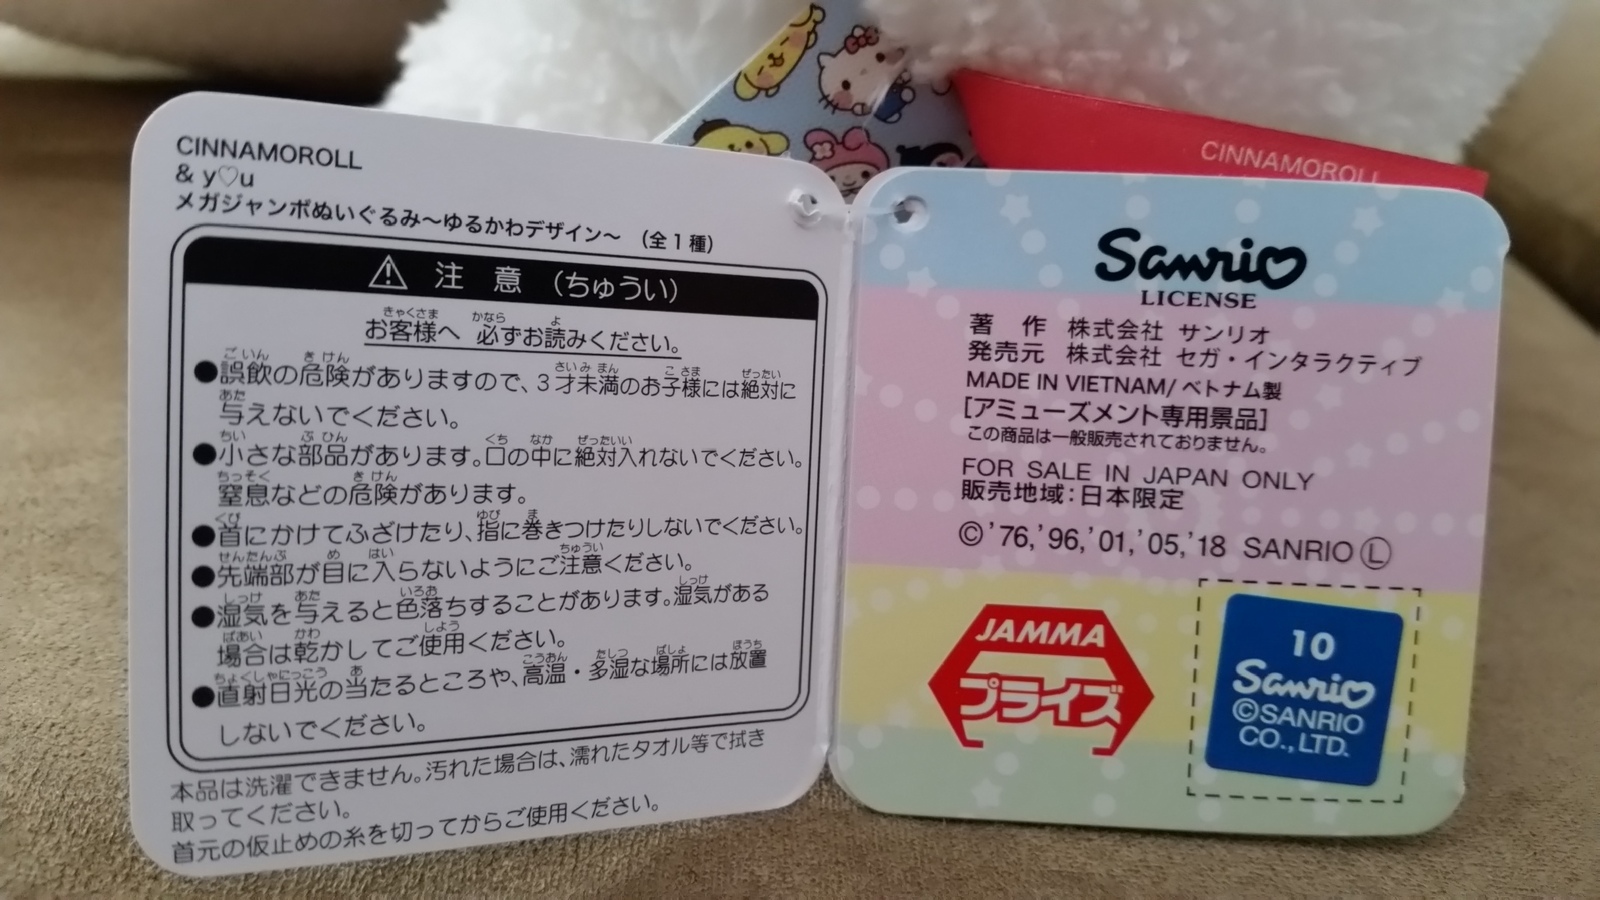 CINNAMOROLL
& y♡u
メガジャンボぬいぐるみ〜ゆるかわデザイン〜 (全1種)
注 意 (ちゅうい)
お客様へ 必ずお読みください。
●誤飲の危険がありますので、3才未満のお子様には絶対に
与えないでください。
●小さな部品があります。口の中に絶対入れないでください。
窒息などの危険があります。
●首にかけてふざけたり、指に巻きつけたりしないでください。
●先端部が目に入らないようにご注意ください。
●湿気を与えると色落ちすることがあります。湿気がある
場合は乾かしてご使用ください。
●直射日光の当たるところや、高温・多湿な場所には放置
しないでください。
本品は洗濯できません。汚れた場合は、濡れたタオル等で拭き
取ってください。
首元の仮止めの糸を切ってからご使用ください。
CINNAMOROLL
Sanrio
LICENSE
著 作 株式会社 サンリオ
発売元 株式会社 セガ・インタラクティブ
MADE IN VIETNAM/ ベトナム製
[アミューズメント専用景品]
この商品は一般販売されておりません。
FOR SALE IN JAPAN ONLY
販売地域:日本限定
© '76,'96,'01,'05,'18 SANRIO Ⓛ
JAMMA
プライズ
10
Sanrio
©SANRIO
CO.,LTD.